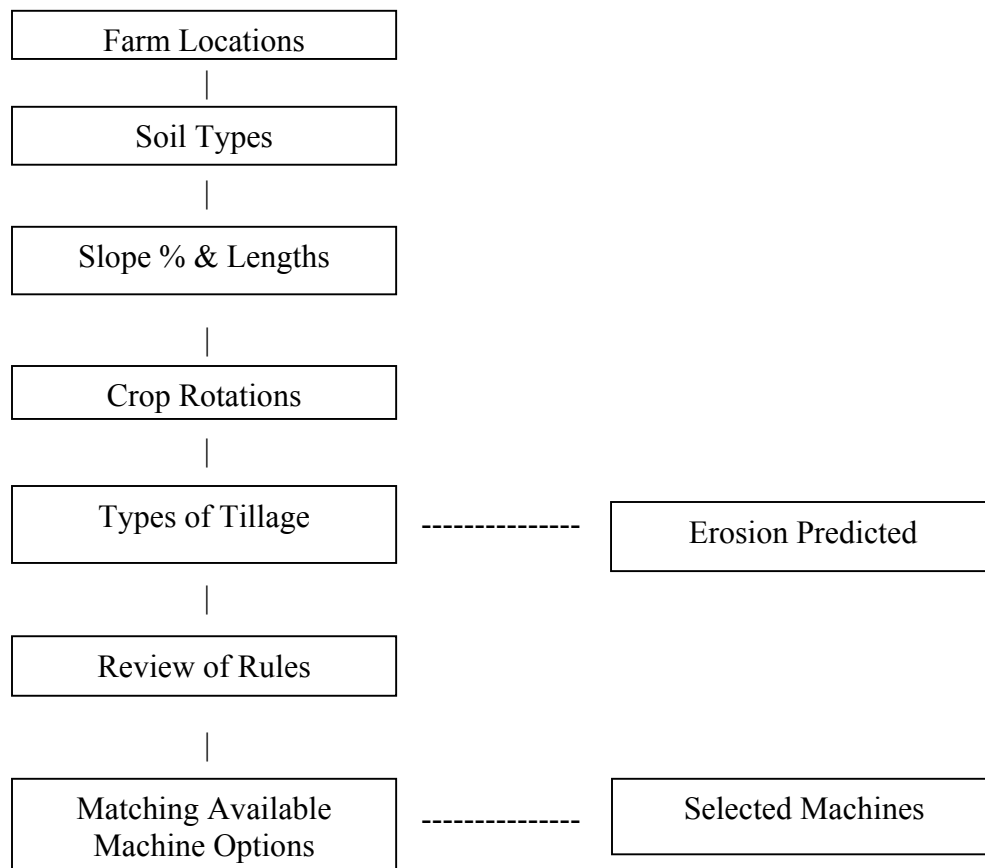 Farm Locations
Soil Types
Slope % & Lengths
Crop Rotations
Types of Tillage
Erosion Predicted
Review of Rules
Matching Available
Machine Options
Selected Machines